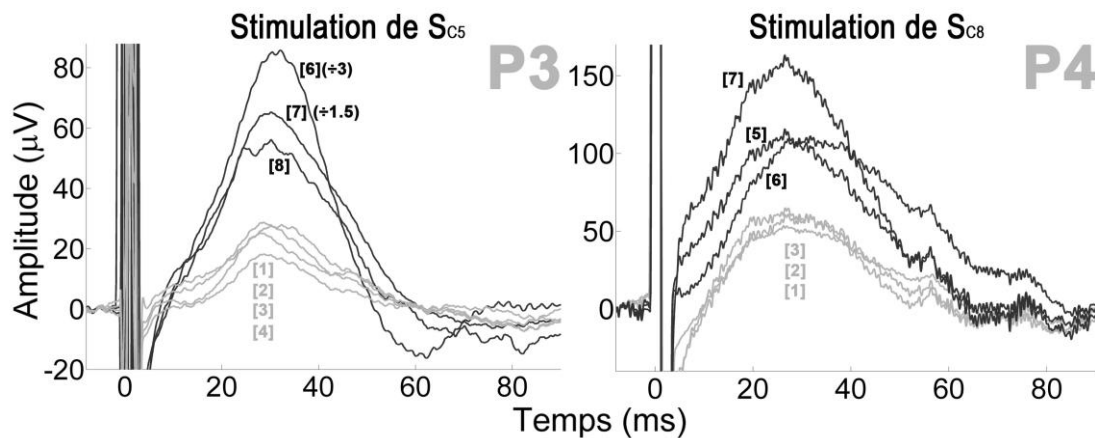 Stimulation de SC5
P3
80
60
40
20
0
-20
Amplitude (µV)
[6](÷3)
[7] (÷1.5)
[8]
[1]
[2]
[3]
[4]
0 20 40 60 80
Stimulation de SC8
P4
150
100
50
0
[7]
[5]
[6]
[3]
[2]
[1]
0 20 40 60 80
Temps (ms)